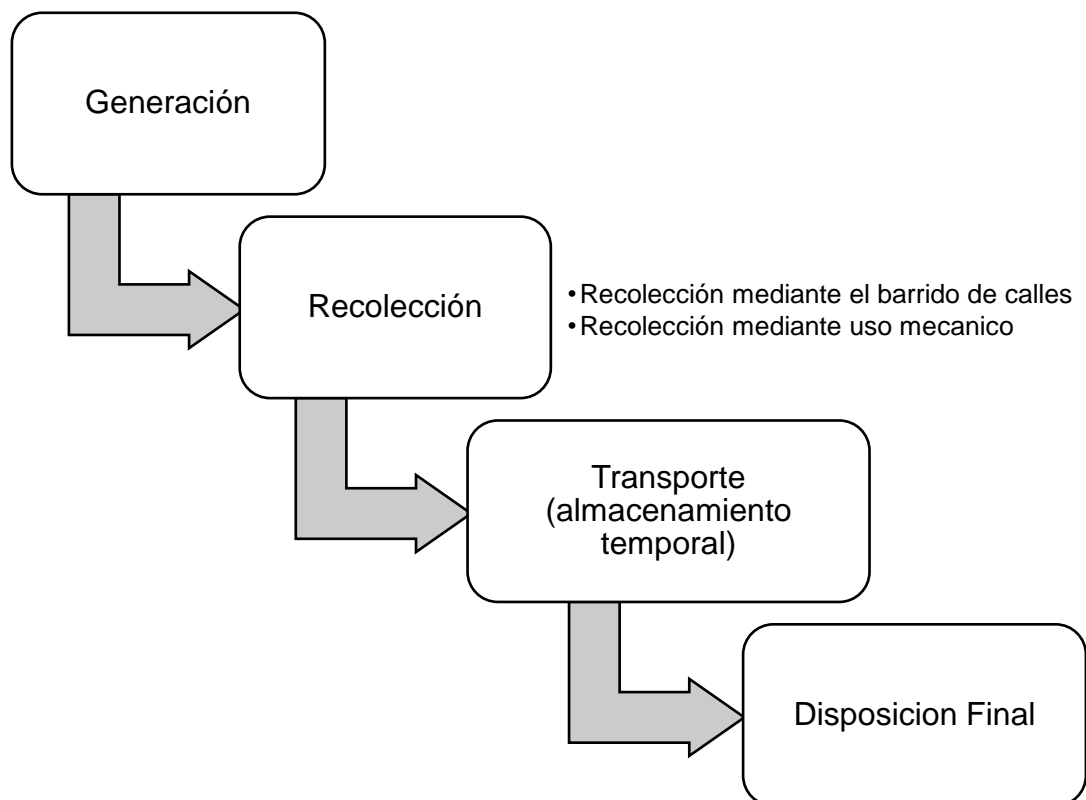 Generación
Recolección
•Recolección mediante el barrido de calles
•Recolección mediante uso mecanico
Transporte
(almacenamiento
temporal)
Disposicion Final